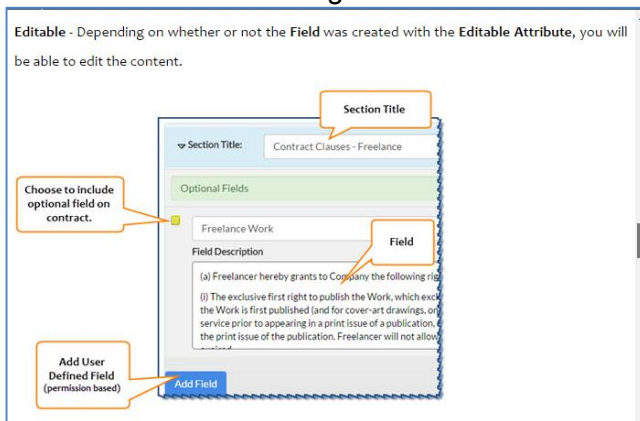 Editable - Depending on whether or not the Field was created with the Editable Attribute, you will
be able to edit the content.
Section Title
Section Title:
Contract Clauses - Freelance
Choose to include
optional field on
contract.
Optional Fields
Freelance Work
Field
Field Description
(a) Freelancer hereby grants to Company the following rig
(i) The exclusive first right to publish the Work, which excl
the Work is first published (and for cover-art drawings, or
service prior to appearing in a print issue of a publication,
the print issue of the publication. Freelancer will not allow
Add User
Defined Field
(permission based)
Add Field